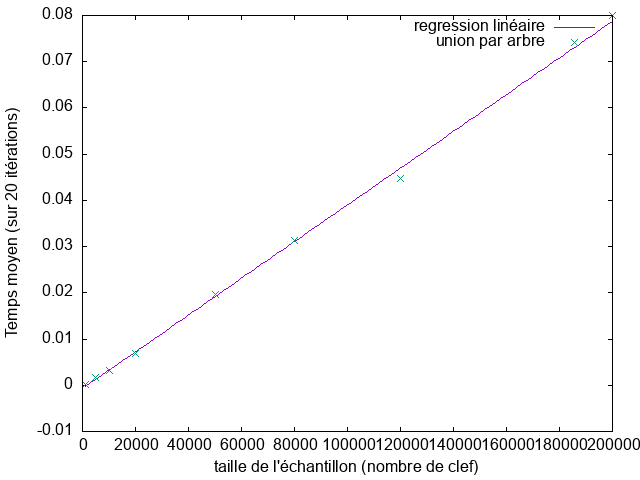 0.08
0.07
0.06
0.05
0.04
0.03
0.02
0.01
0
-0.01
Temps moyen (sur 20 itérations)
regression linéaire
union par arbre
0 20000 40000 60000 80000 100000 120000 140000 160000 180000 200000
taille de l'échantillon (nombre de clef)